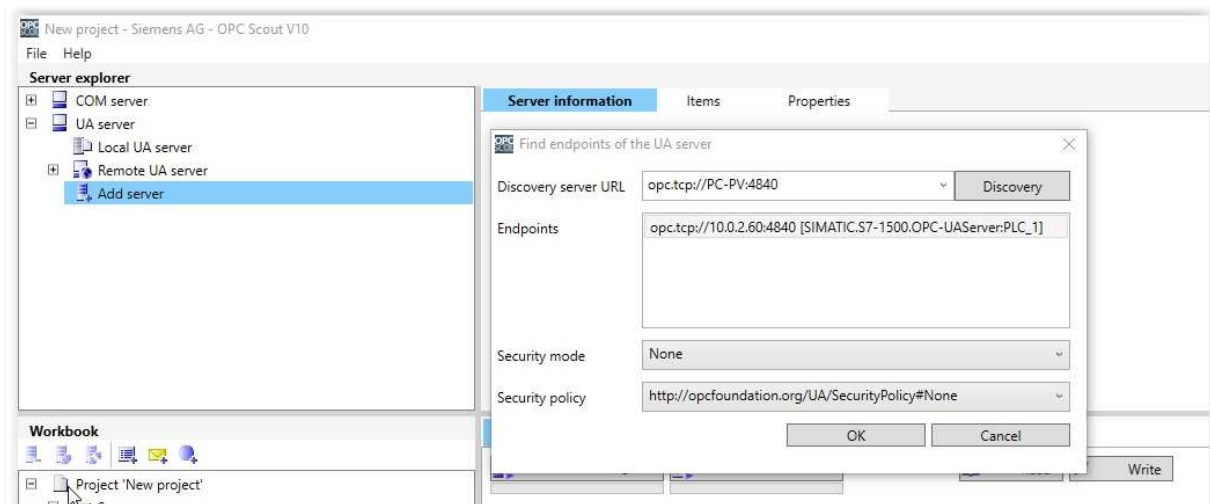 New project - Siemens AG - OPC Scout V10
File Help
Server explorer
COM server
UA server
Local UA server
Remote UA server
Add server
Server information Items Properties
Find endpoints of the UA server
Discovery server URL opc.tcp://PC-PV:4840 Discovery
Endpoints opc.tcp://10.0.2.60:4840 [SIMATIC.S7-1500.OPC-UAServer:PLC_1]
Security mode None
Security policy http://opcfoundation.org/UA/SecurityPolicy#None
OK Cancel
Workbook
Write
Project 'New project'